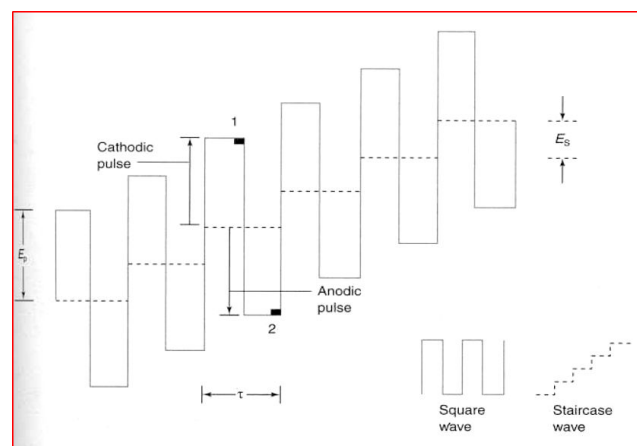 1
Cathodic
pulse
E_S
E_p
Anodic
pulse
2
τ
Square
wave
Staircase
wave